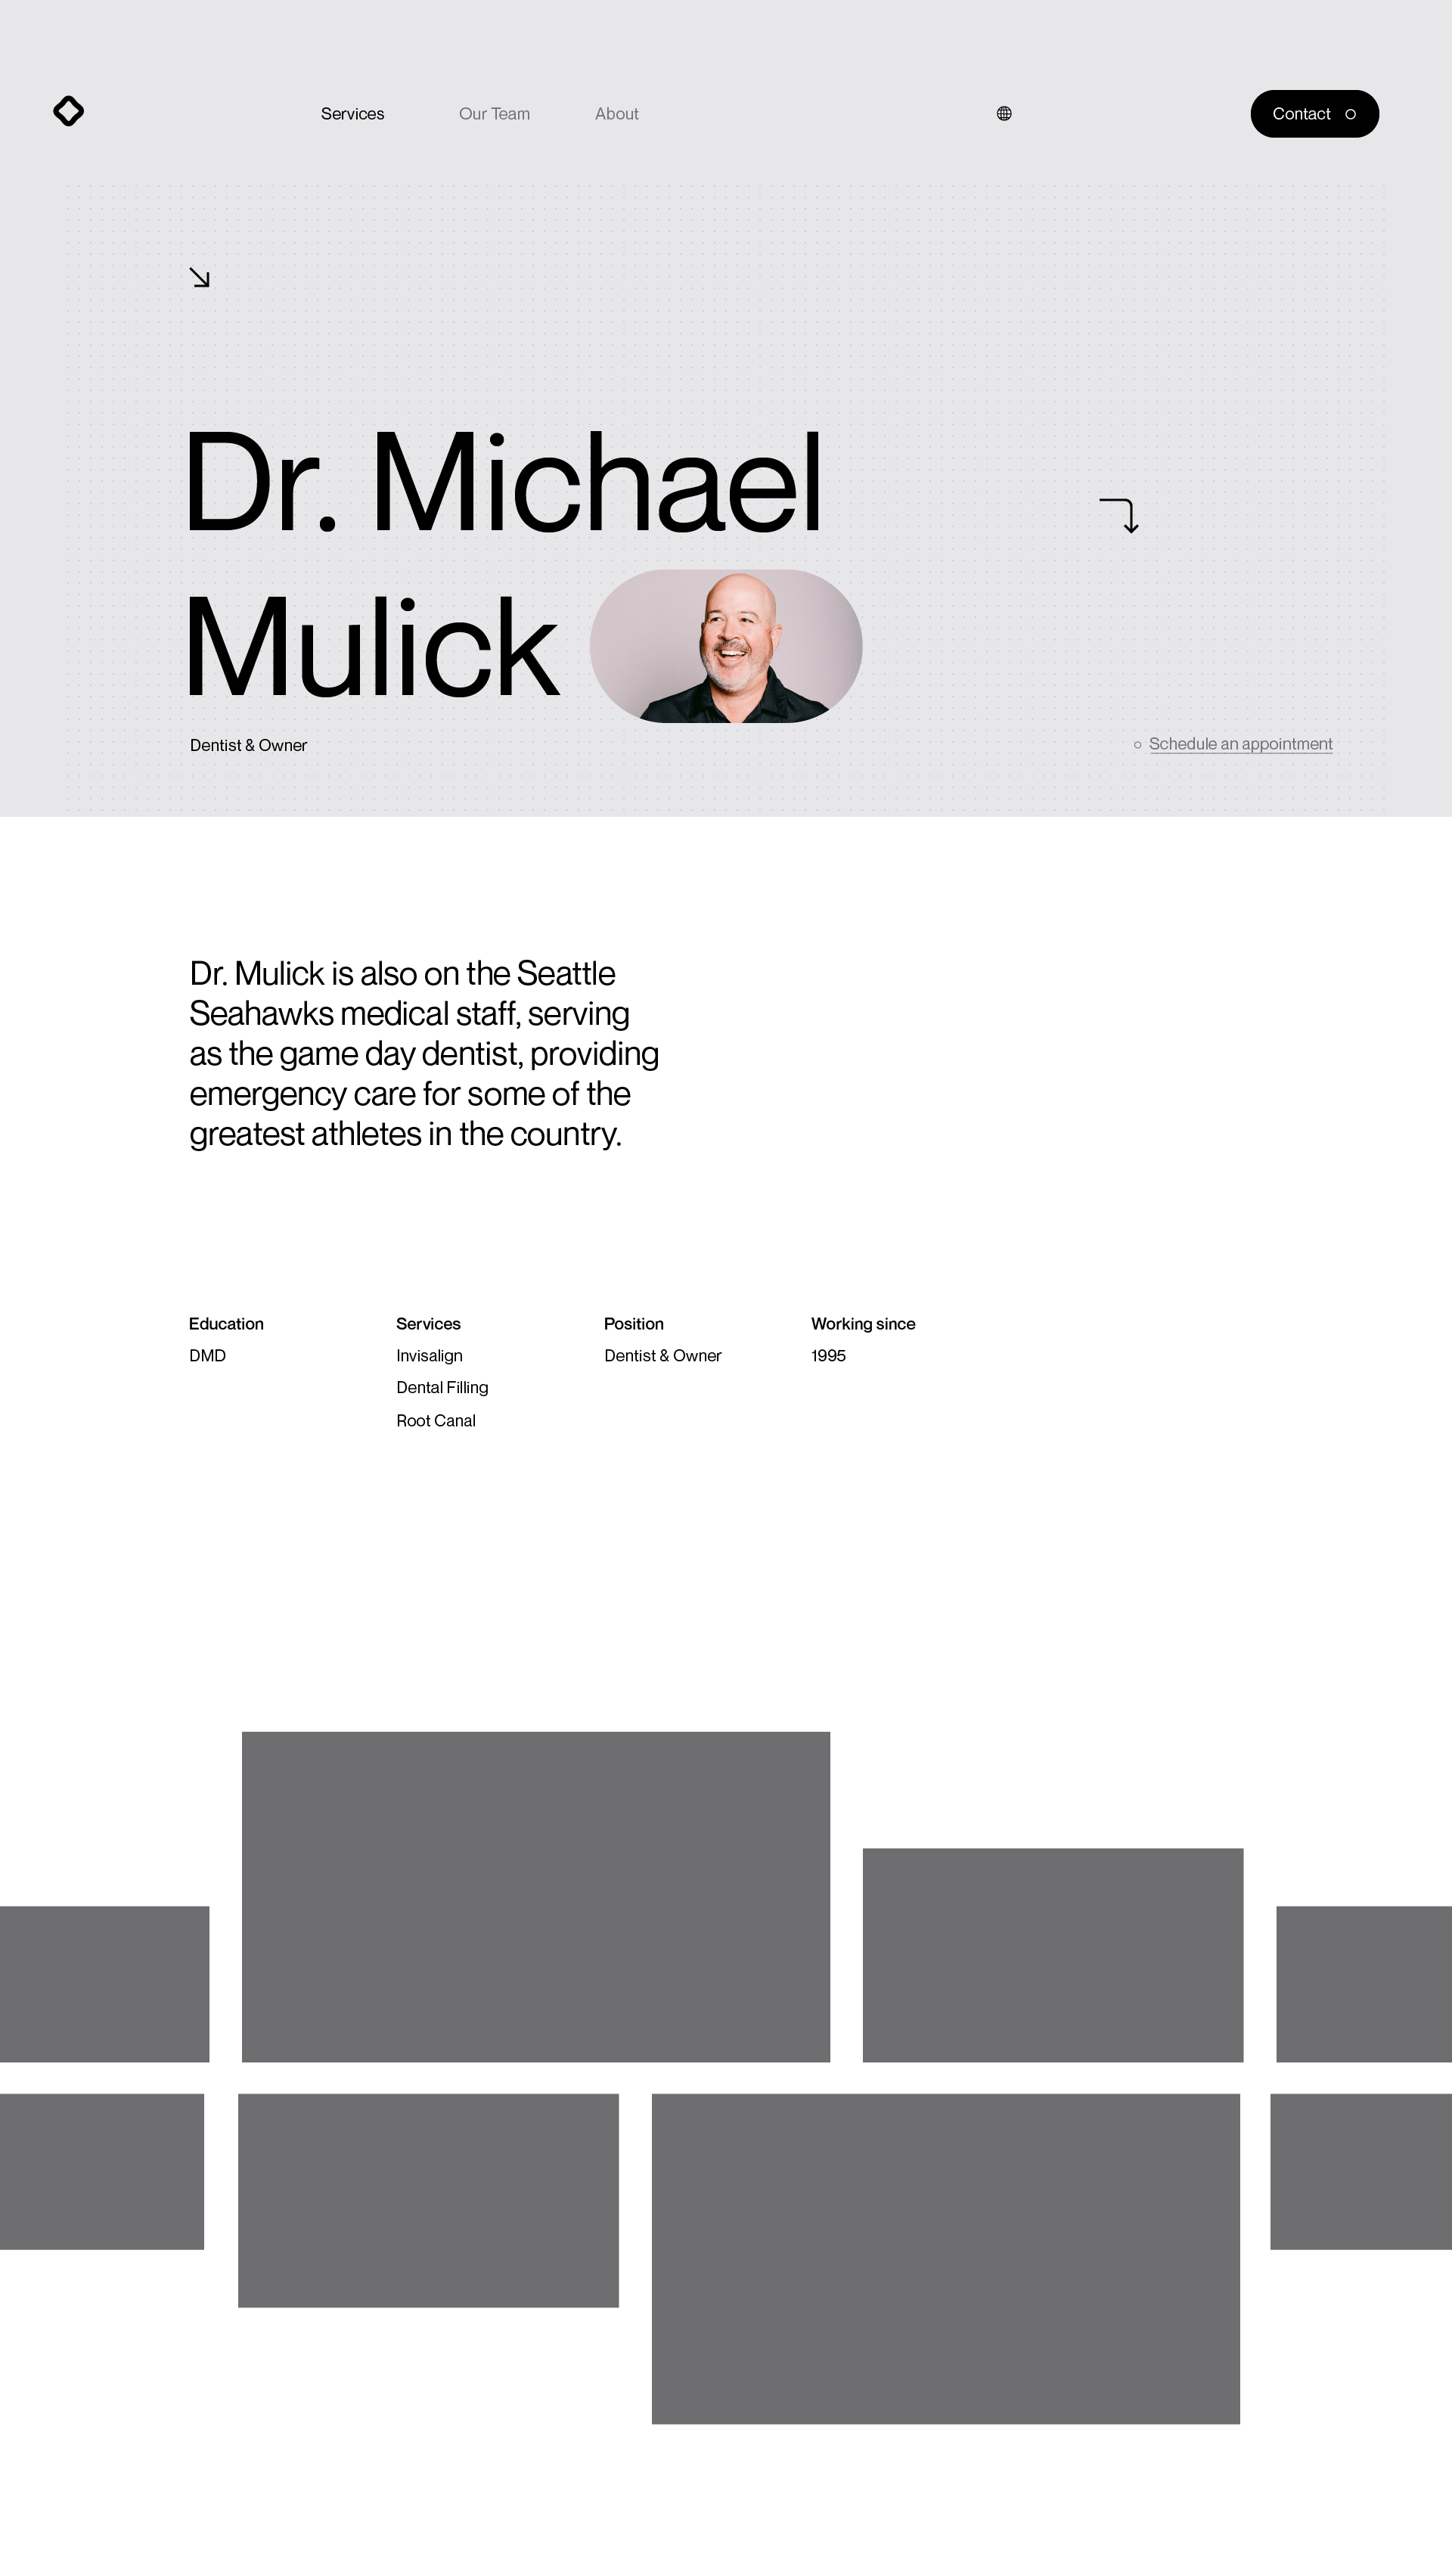 Services
Our Team
About
Contact
Dr. Michael
Mulick
Dentist & Owner
Schedule an appointment
Dr. Mulick is also on the Seattle
Seahawks medical staff, serving
as the game day dentist, providing
emergency care for some of the
greatest athletes in the country.
Education
DMD
Services
Invisalign
Dental Filling
Root Canal
Position
Dentist & Owner
Working since
1995